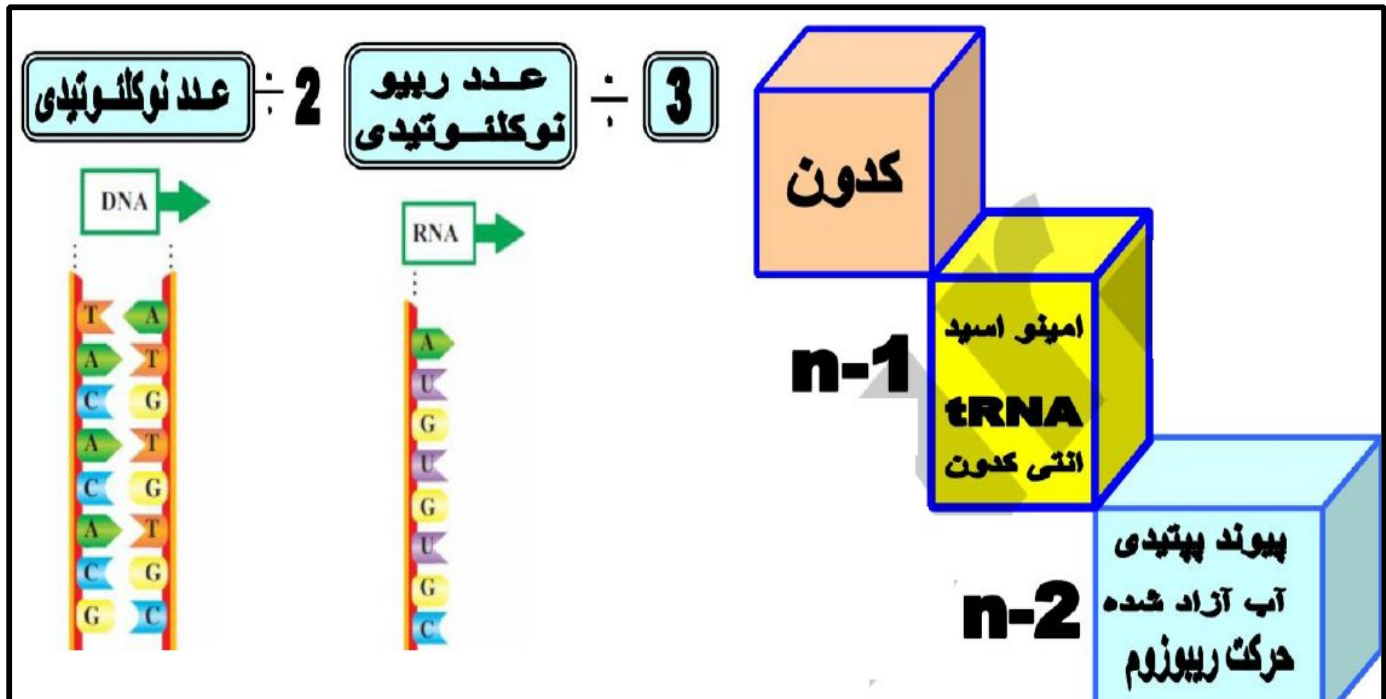 عدد نوکلئوتیدی ÷ 2
عدد ریبو
نوکلئوتیدی
÷ 3
DNA
RNA
T A
A T
C G
A T
C G
A T
C G
G C
A
U
G
U
G
U
G
C
کدون
n-1
امینو اسید
tRNA
انتی کدون
n-2
پیوند پپتیدی
آب آزاد شده
حرکت ریبوزوم